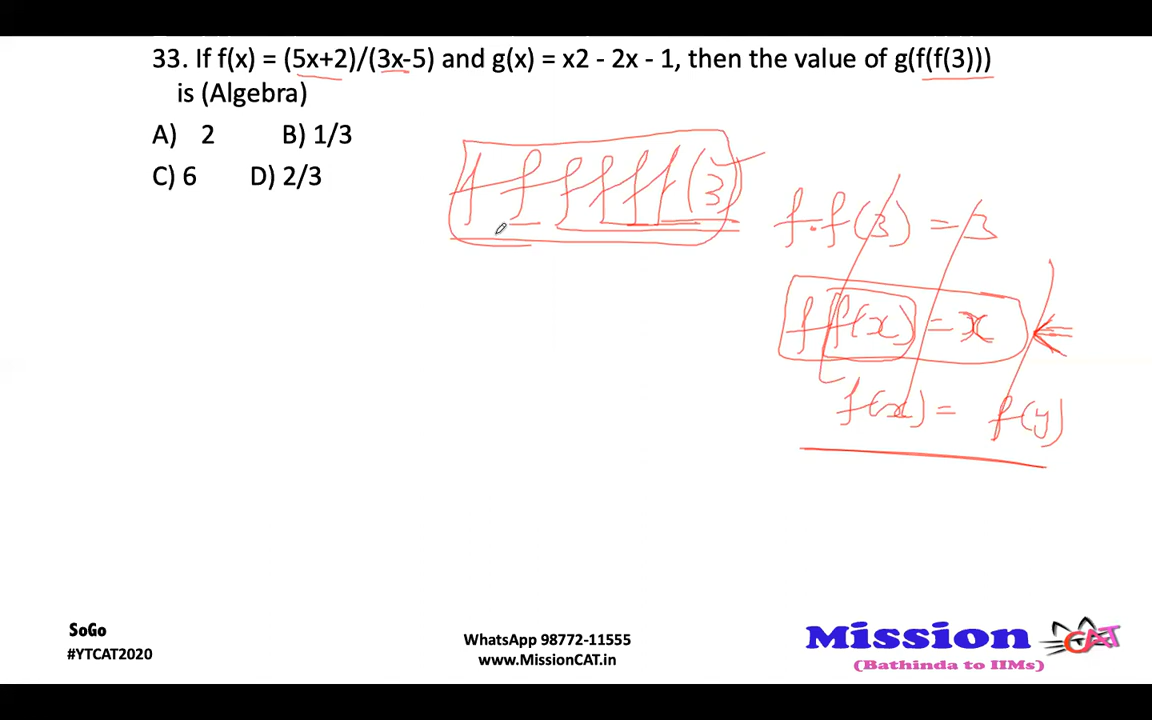 33. If f(x) = (5x+2)/(3x-5) and g(x) = x2 - 2x - 1, then the value of g(f(f(3)))
is (Algebra)
A) 2 B) 1/3
C) 6 D) 2/3
f f f f f f (3)
f.f(3) = 3
f f(x) = x
f(x) = f(y)
SoGo
#YTCAT2020
WhatsApp 98772-11555
www.MissionCAT.in
Mission CAT
(Bathinda to IIMs)